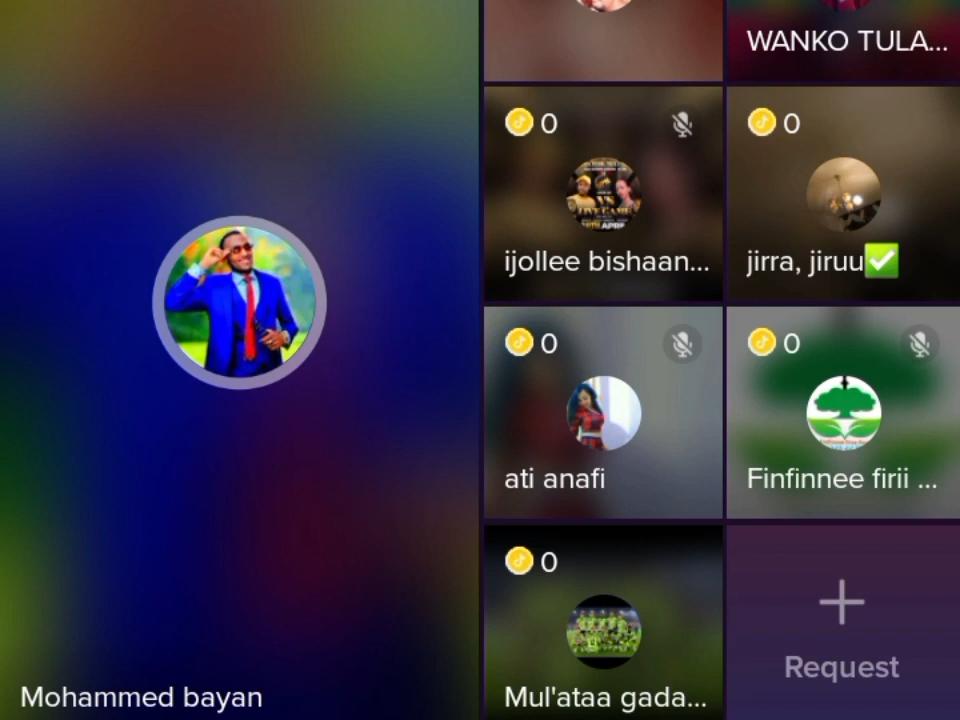 WANKO TULA...
0
0
ijollee bishaan...
jirra, jiruu✅
0
0
ati anafi
Finfinnee firii ...
0
Request
Mohammed bayan
Mul'ataa gada...